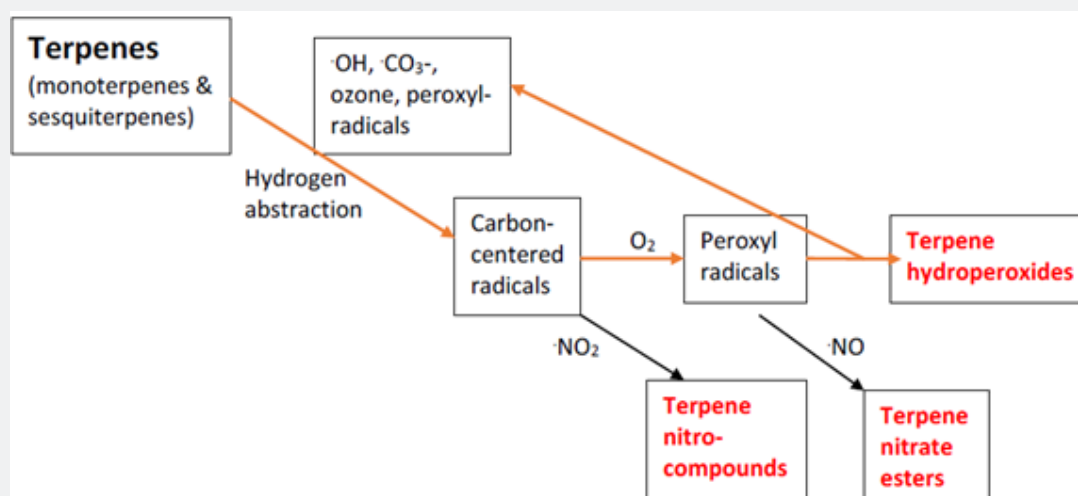 Terpenes
(monoterpenes &
sesquiterpenes)
·OH, ·CO₃-,
ozone, peroxyl-
radicals
Hydrogen
abstraction
Carbon-
centered
radicals
O₂
Peroxyl
radicals
Terpene
hydroperoxides
·NO₂
·NO
Terpene
nitro-
compounds
Terpene
nitrate
esters